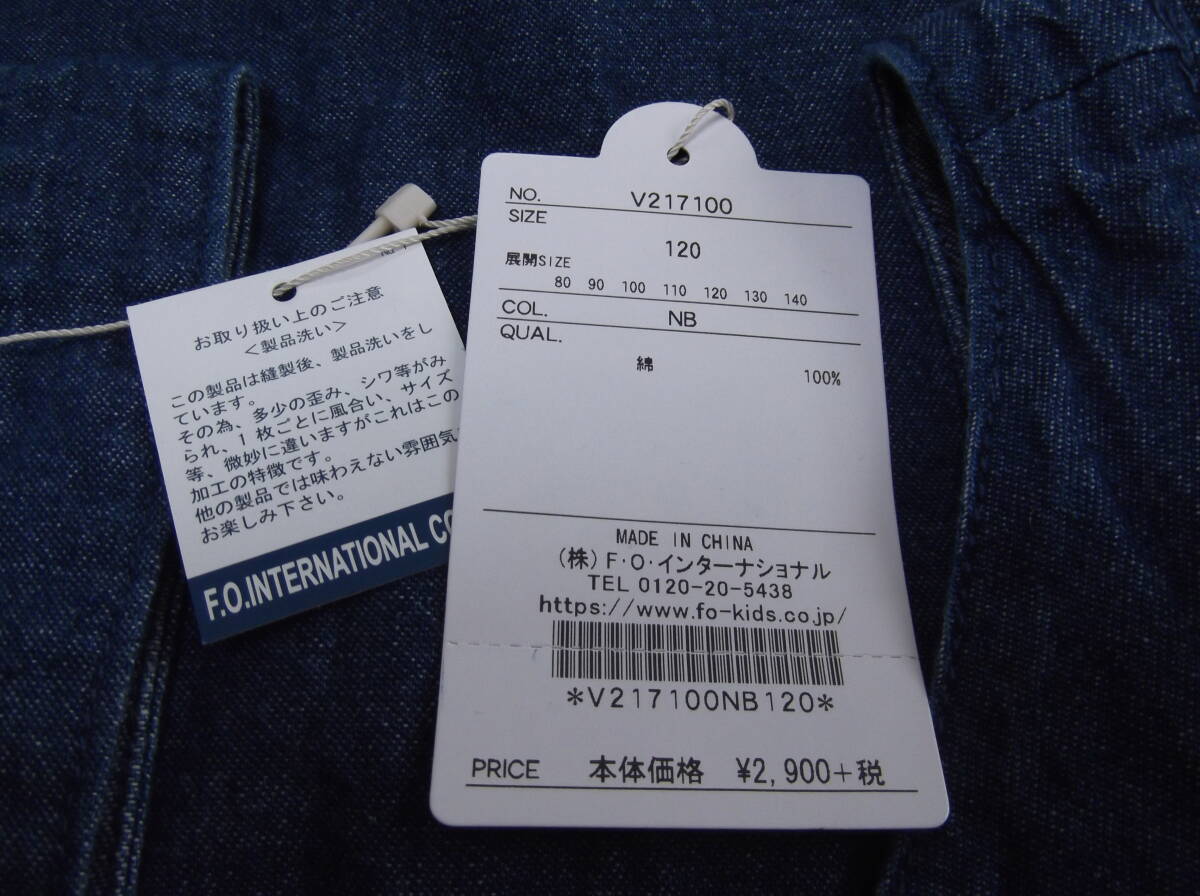 お取り扱い上のご注意
＜製品洗い＞
この製品は縫製後、製品洗いをし
ています。
その為、多少の歪み、シワ等がみ
られ、1枚ごとに風合い、サイズ
等、微妙に違いますがこれはこの
加工の特徴です。
他の製品では味わえない雰囲気
お楽しみ下さい。
F.O.INTERNATIONAL CO
NO. V217100
SIZE
120
展開SIZE
80 90 100 110 120 130 140
COL. NB
QUAL.
綿 100%
MADE IN CHINA
(株)F·O·インターナショナル
TEL 0120-20-5438
https://www.fo-kids.co.jp/
*V217100NB120*
PRICE 本体価格 ¥2,900+税